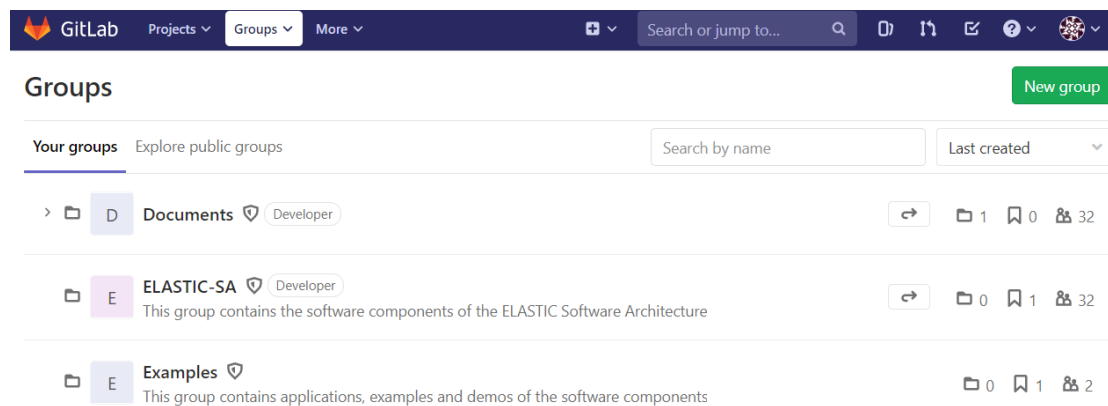 GitLab Projects Groups More Search or jump to...
Groups New group
Your groups Explore public groups Search by name Last created
D Documents Developer 1 0 32
E ELASTIC-SA Developer 0 1 32
This group contains the software components of the ELASTIC Software Architecture
E Examples 0 1 2
This group contains applications, examples and demos of the software components